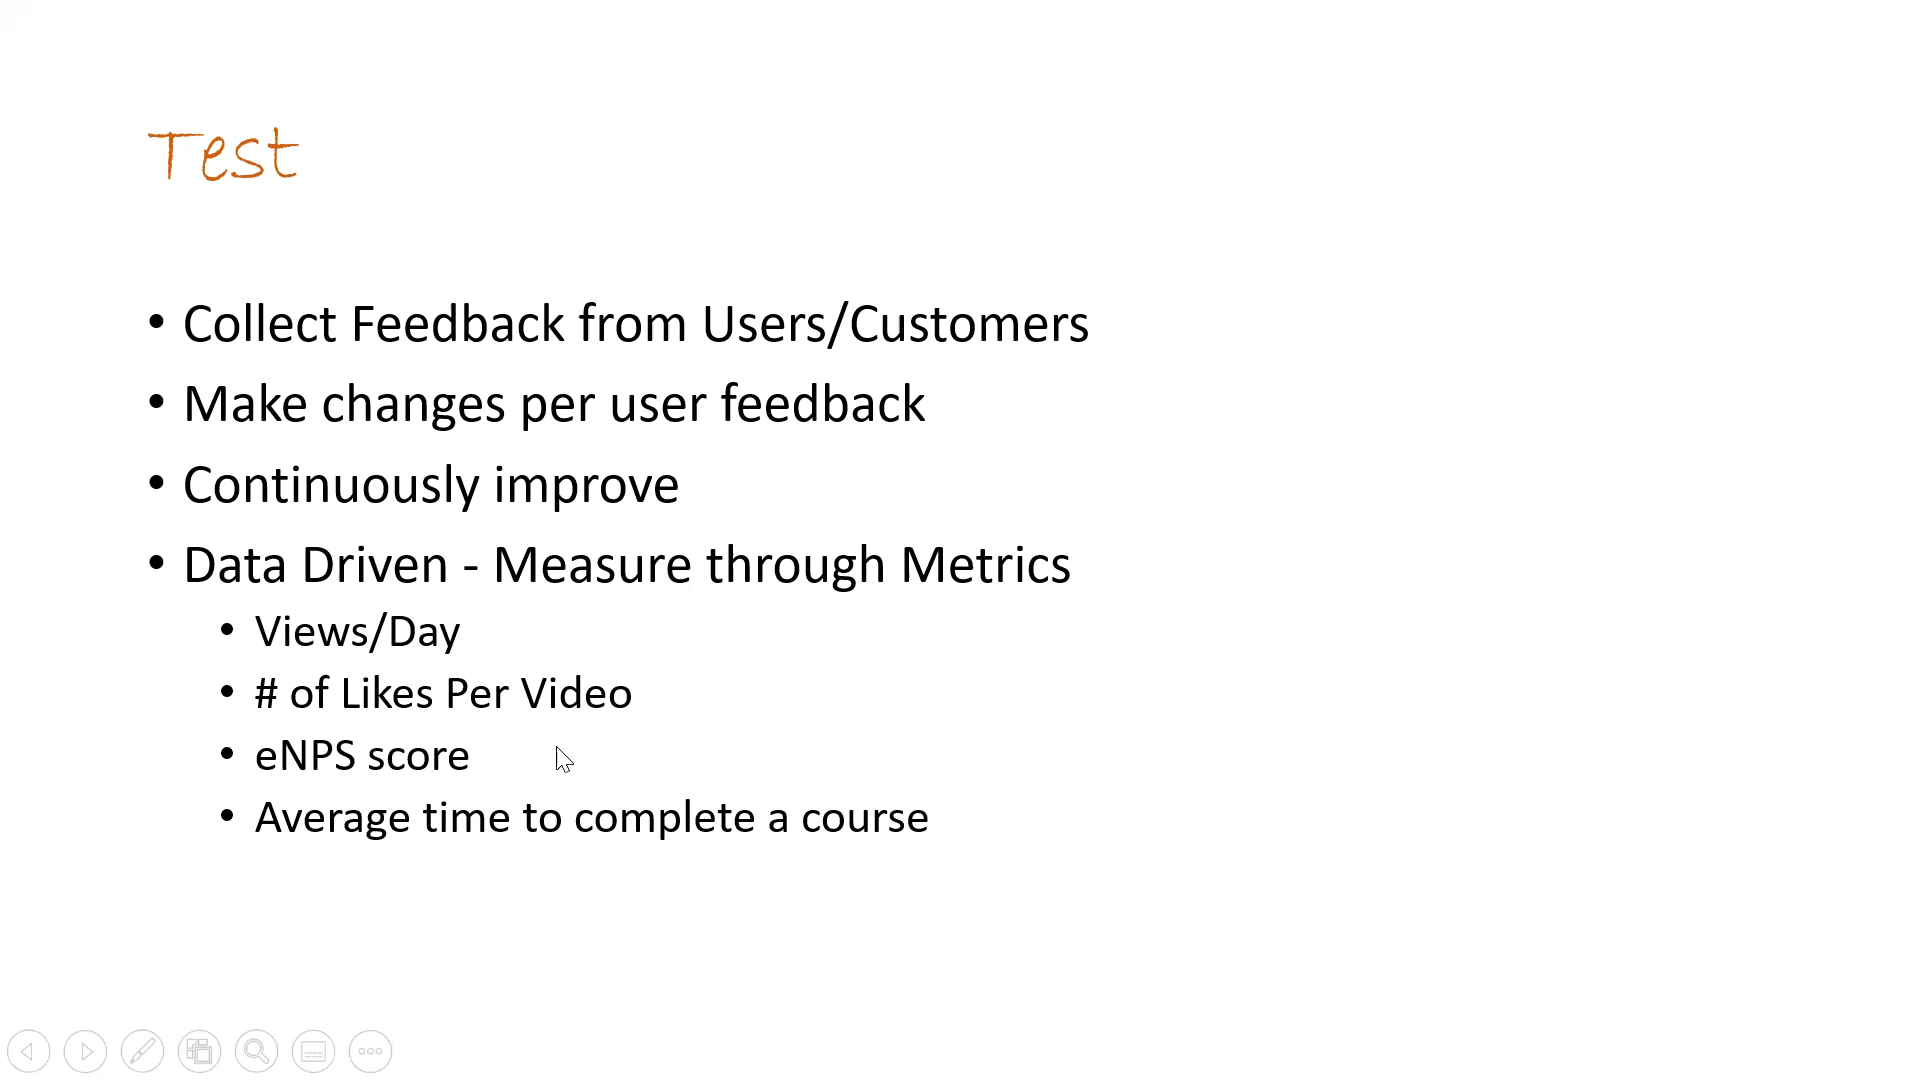 Test
• Collect Feedback from Users/Customers
• Make changes per user feedback
• Continuously improve
• Data Driven - Measure through Metrics
• Views/Day
• # of Likes Per Video
• eNPS score
• Average time to complete a course